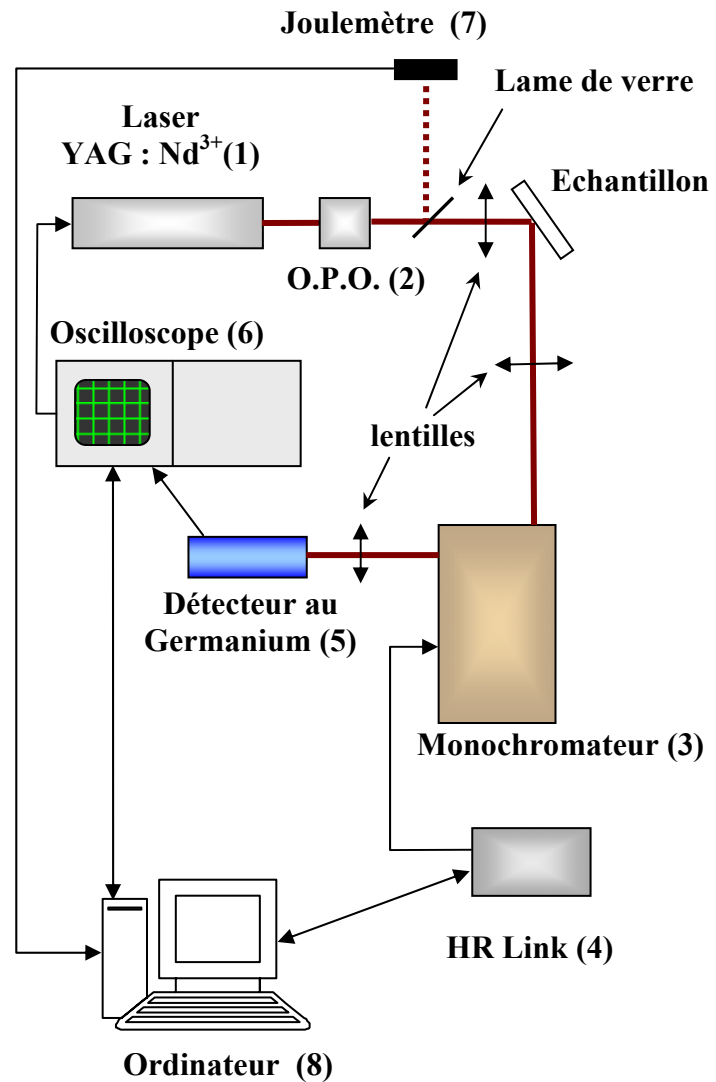 Joulemètre (7)
Lame de verre
Laser
YAG : Nd³⁺(1)
Echantillon
O.P.O. (2)
Oscilloscope (6)
lentilles
Détecteur au
Germanium (5)
Monochromateur (3)
HR Link (4)
Ordinateur (8)